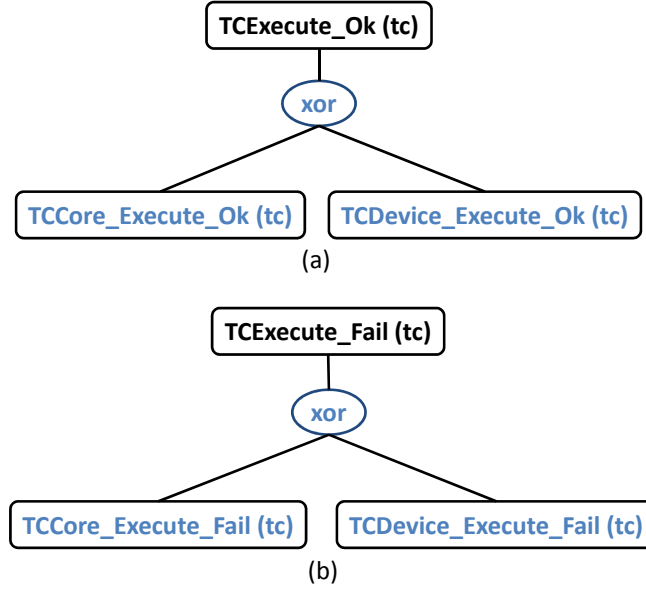 TCExecute_Ok (tc)
xor
TCCore_Execute_Ok (tc)
TCDevice_Execute_Ok (tc)
(a)
TCExecute_Fail (tc)
xor
TCCore_Execute_Fail (tc)
TCDevice_Execute_Fail (tc)
(b)